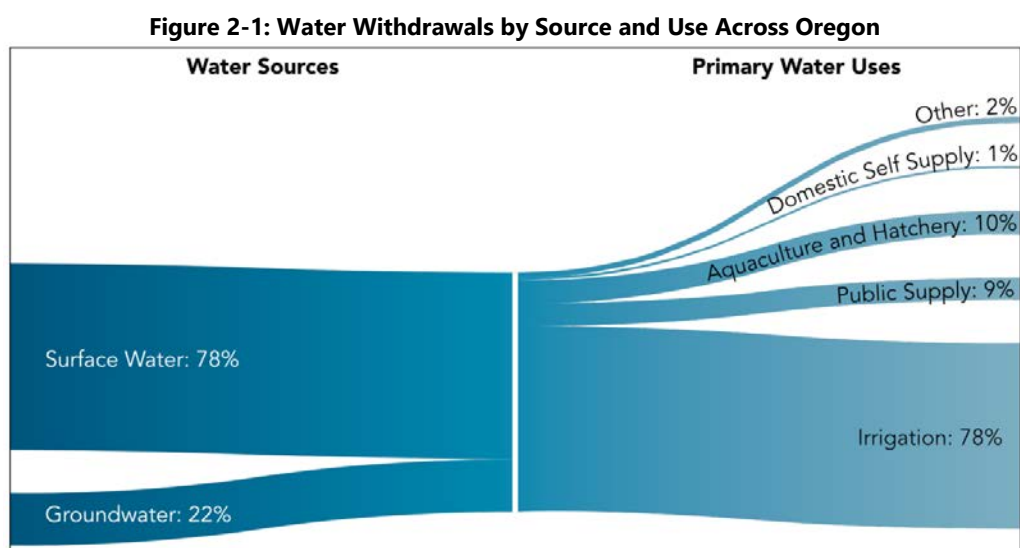 Figure 2-1: Water Withdrawals by Source and Use Across Oregon
Water Sources
Primary Water Uses
Other: 2%
Domestic Self Supply: 1%
Aquaculture and Hatchery: 10%
Public Supply: 9%
Surface Water: 78%
Irrigation: 78%
Groundwater: 22%